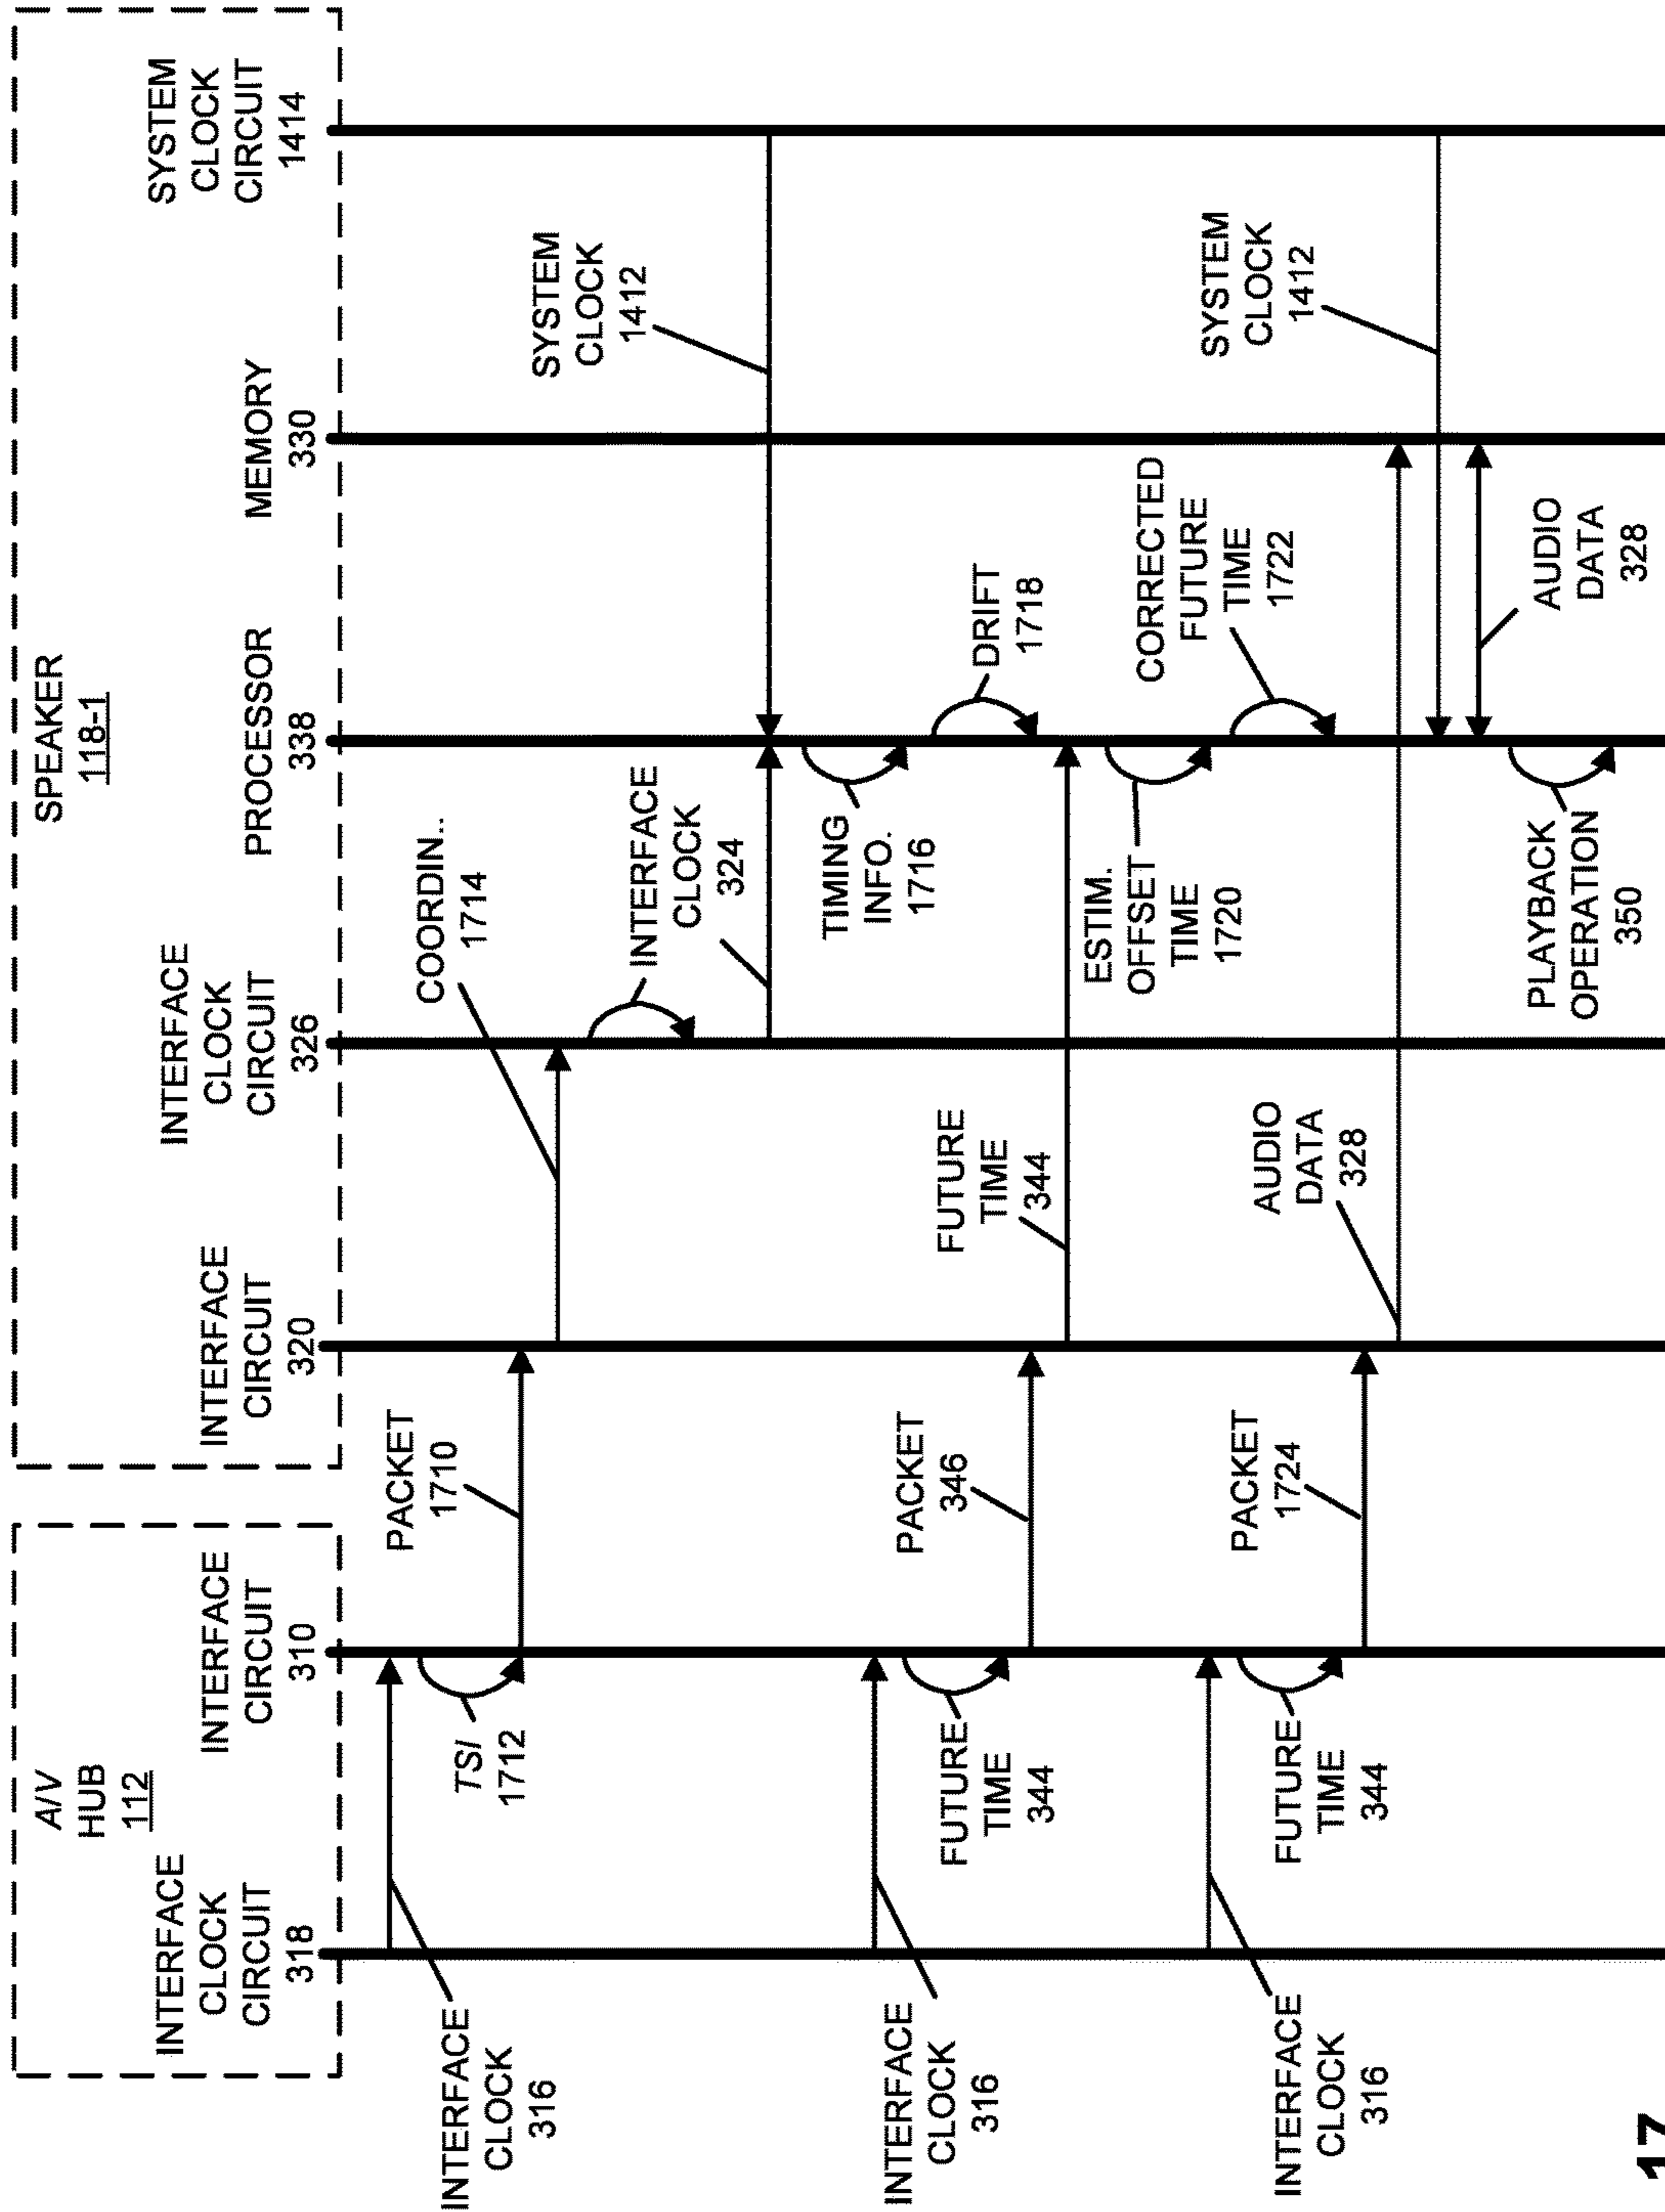 A/V
HUB
112
INTERFACE
CLOCK
CIRCUIT
318
INTERFACE
CIRCUIT
310
SPEAKER
118-1
INTERFACE
CIRCUIT
320
INTERFACE
CLOCK
CIRCUIT
326
PROCESSOR
338
MEMORY
330
SYSTEM
CLOCK
CIRCUIT
1414
INTERFACE
CLOCK
316
TSI
1712
PACKET
1710
COORDIN..
1714
INTERFACE
CLOCK
324
SYSTEM
CLOCK
1412
TIMING
INFO.
1716
DRIFT
1718
INTERFACE
CLOCK
316
FUTURE
TIME
344
PACKET
346
FUTURE
TIME
344
ESTIM.
OFFSET
TIME
1720
CORRECTED
FUTURE
TIME
1722
INTERFACE
CLOCK
316
FUTURE
TIME
344
PACKET
1724
AUDIO
DATA
328
SYSTEM
CLOCK
1412
AUDIO
DATA
328
PLAYBACK
OPERATION
350
17